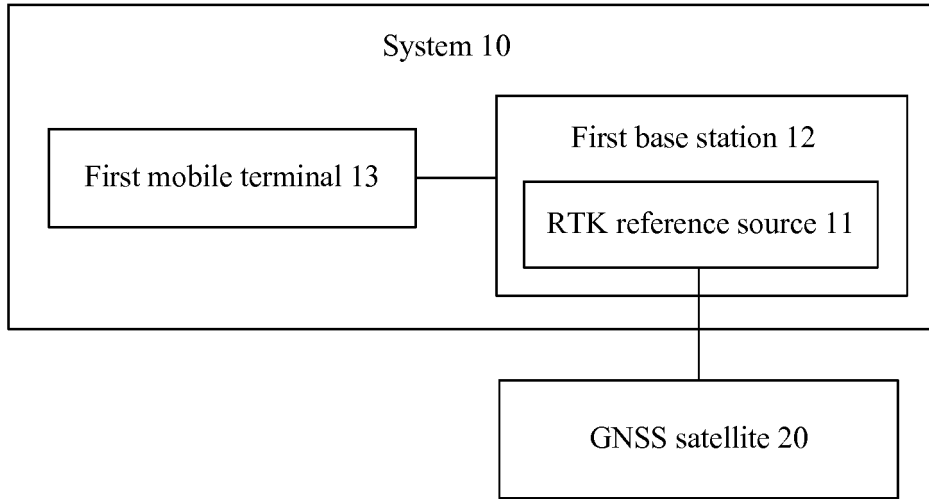 System 10
First base station 12
First mobile terminal 13
RTK reference source 11
GNSS satellite 20